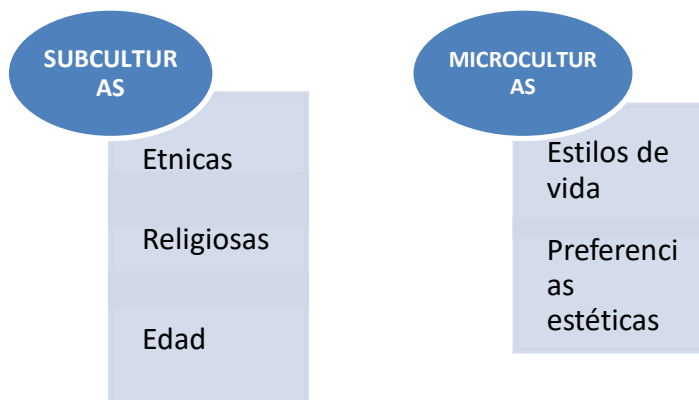 SUBCULTUR
AS
Etnicas
Religiosas
Edad
MICROCULTUR
AS
Estilos de
vida
Preferenci
as
estéticas